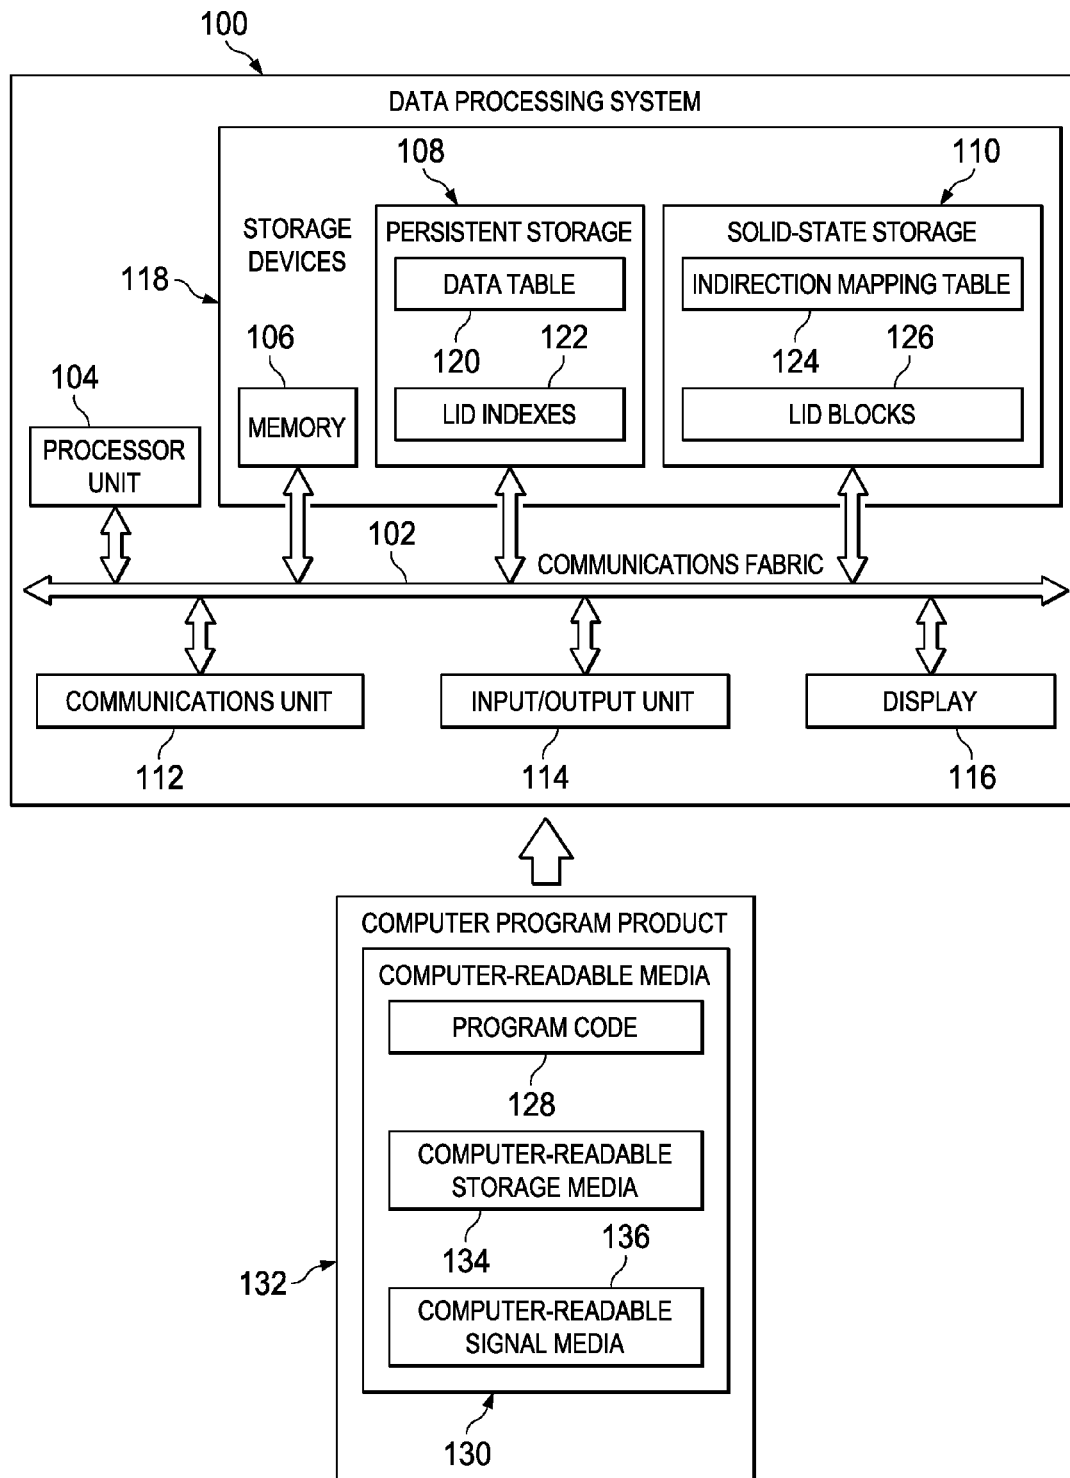 100
DATA PROCESSING SYSTEM
108
110
STORAGE
DEVICES
PERSISTENT STORAGE
SOLID-STATE STORAGE
118
DATA TABLE
INDIRECTION MAPPING TABLE
106
120
122
124
126
104
MEMORY
LID INDEXES
LID BLOCKS
PROCESSOR
UNIT
102
COMMUNICATIONS FABRIC
COMMUNICATIONS UNIT
INPUT/OUTPUT UNIT
DISPLAY
112
114
116
COMPUTER PROGRAM PRODUCT
COMPUTER-READABLE MEDIA
PROGRAM CODE
128
COMPUTER-READABLE
STORAGE MEDIA
134
136
132
COMPUTER-READABLE
SIGNAL MEDIA
130